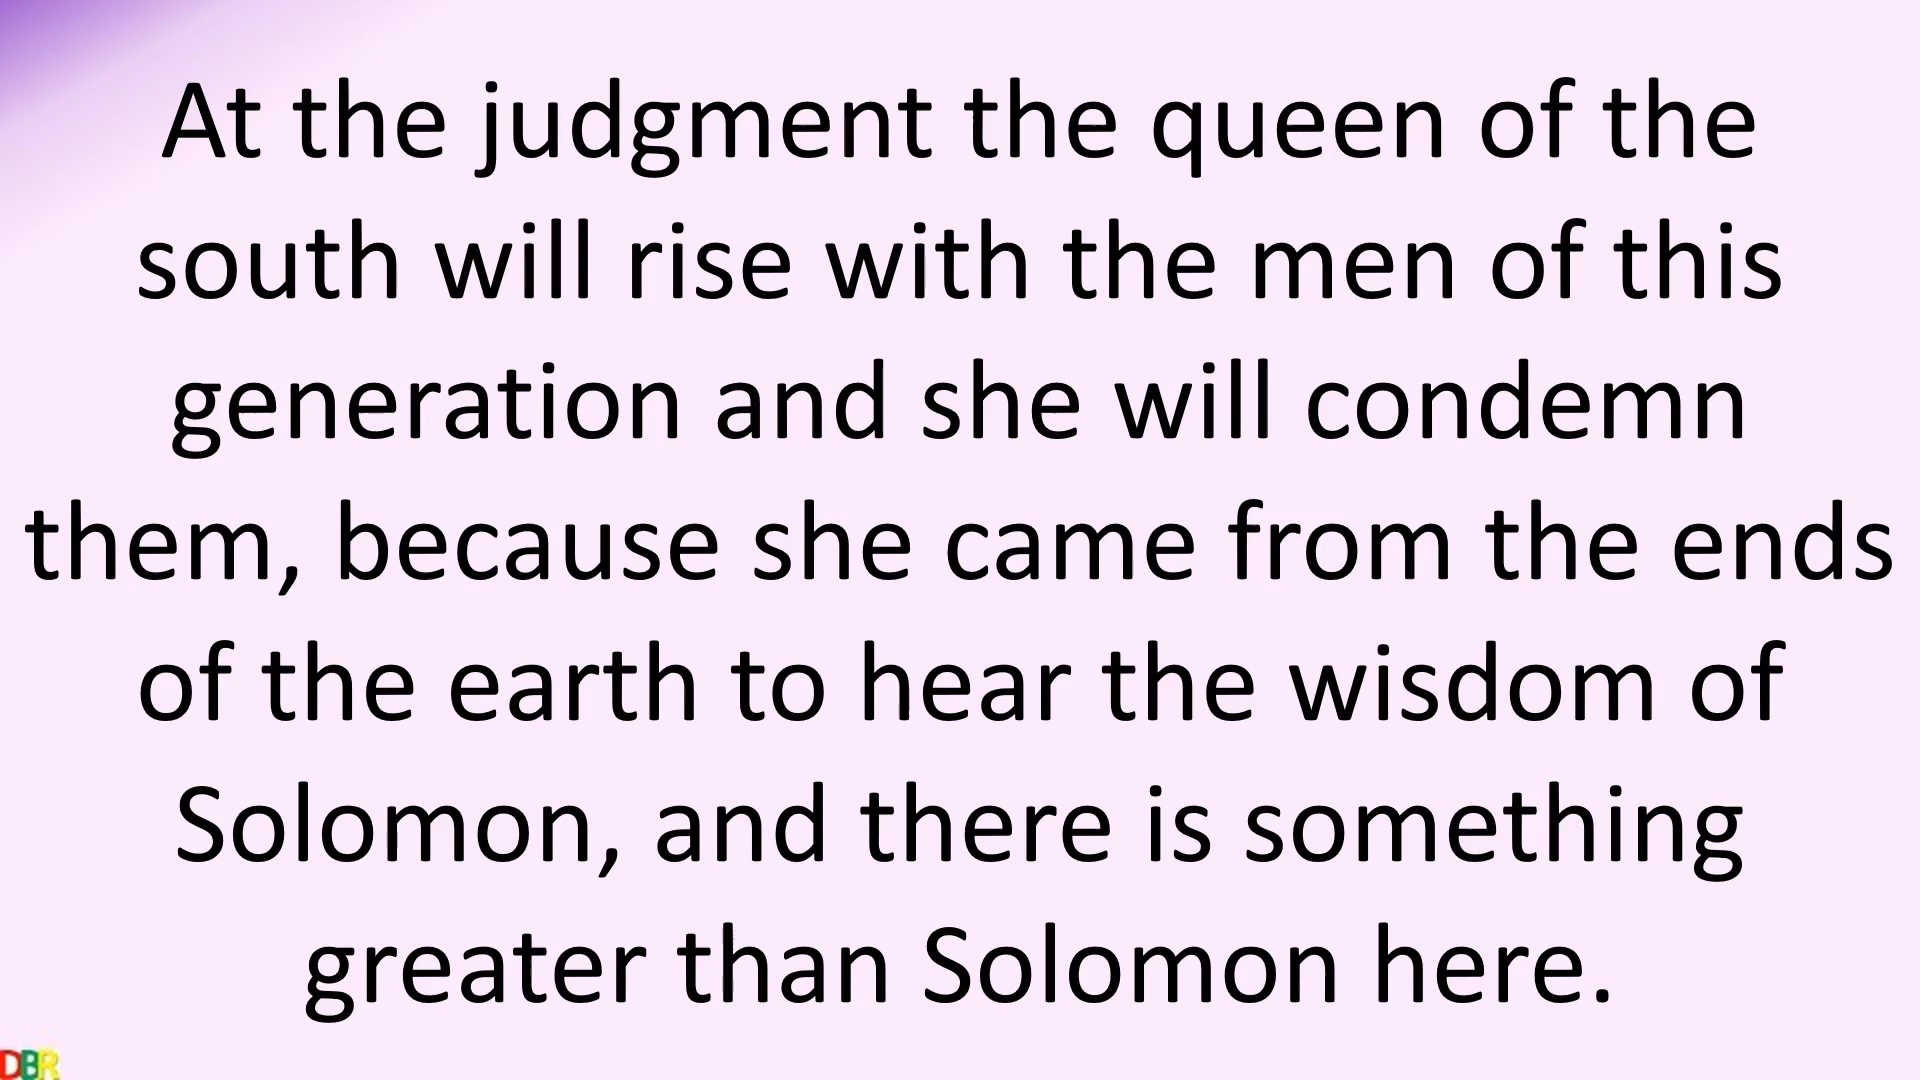 At the judgment the queen of the
south will rise with the men of this
generation and she will condemn
them, because she came from the ends
of the earth to hear the wisdom of
Solomon, and there is something
greater than Solomon here.
DBR